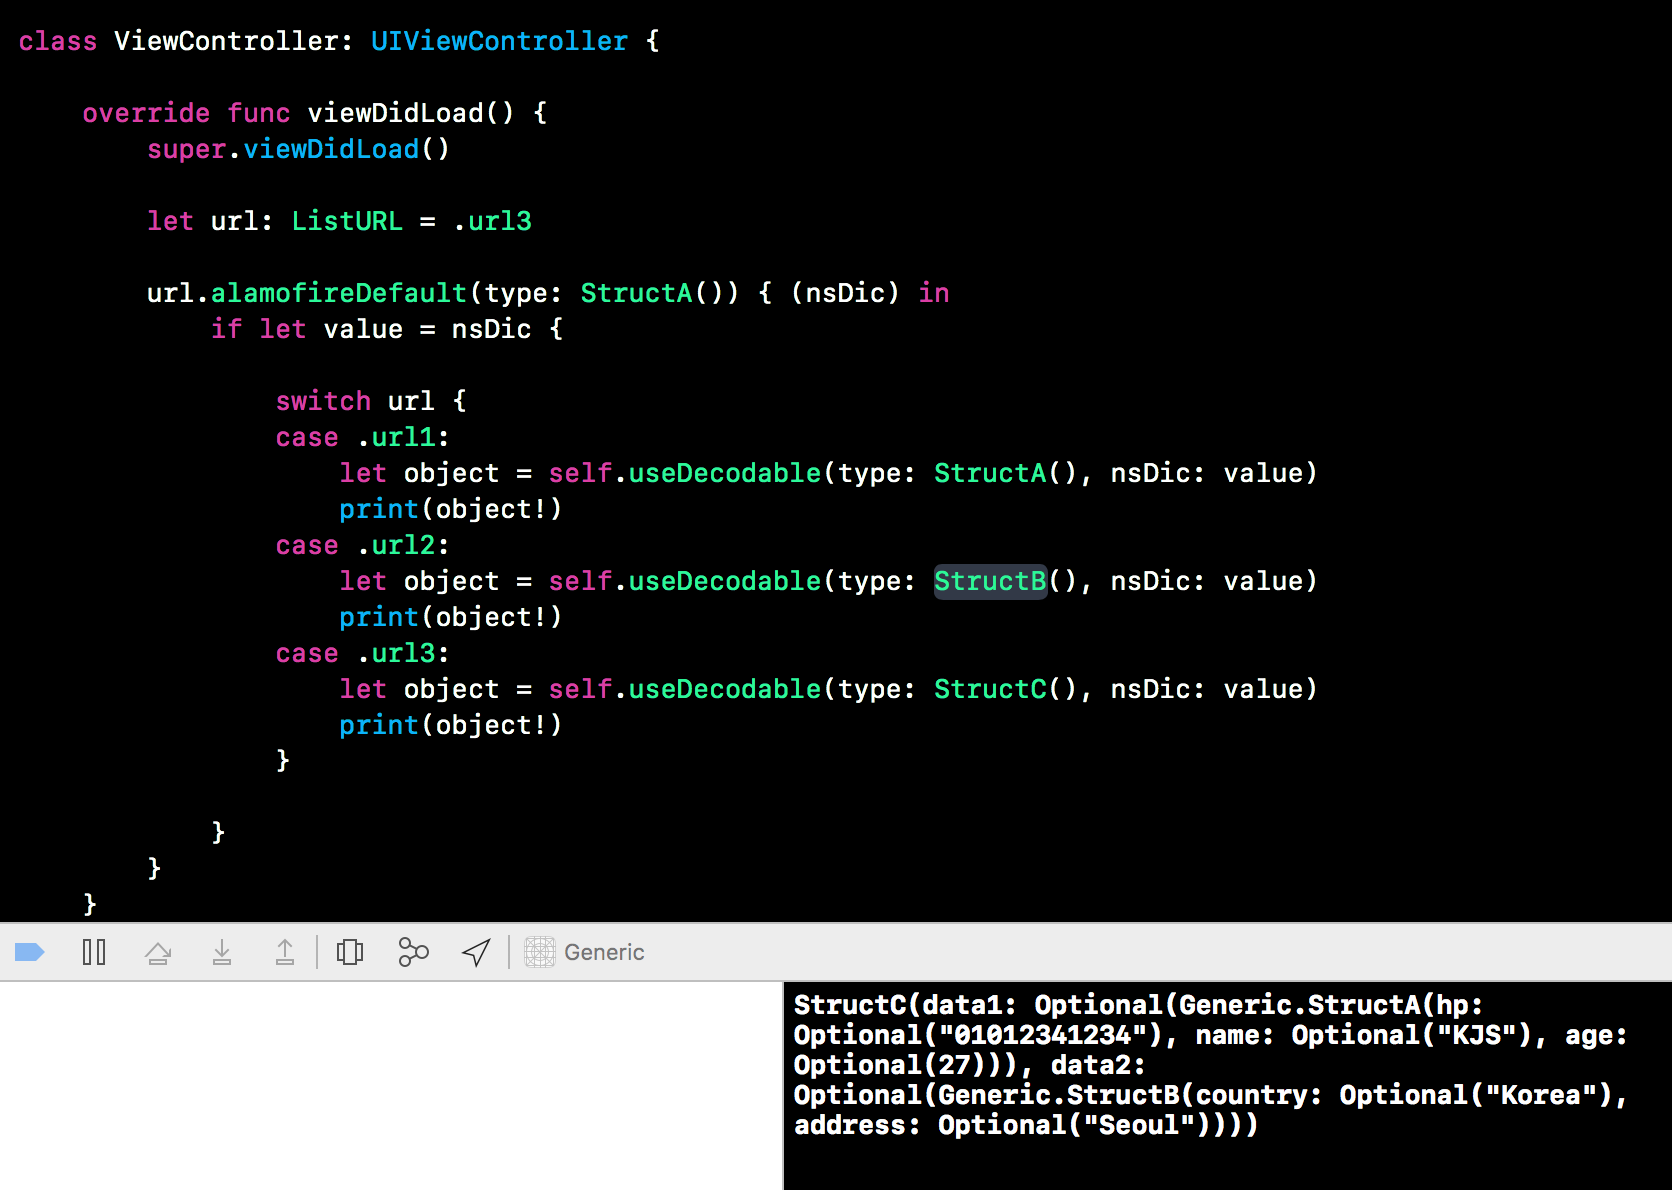 class ViewController: UIViewController {
override func viewDidLoad() {
super.viewDidLoad()
let url: ListURL = .url3
url.alamofireDefault(type: StructA()) { (nsDic) in
if let value = nsDic {
switch url {
case .url1:
let object = self.useDecodable(type: StructA(), nsDic: value)
print(object!)
case .url2:
let object = self.useDecodable(type: StructB(), nsDic: value)
print(object!)
case .url3:
let object = self.useDecodable(type: StructC(), nsDic: value)
print(object!)
}
}
}
}
Generic
StructC(data1: Optional(Generic.StructA(hp:
Optional("01012341234"), name: Optional("KJS"), age:
Optional(27))), data2:
Optional(Generic.StructB(country: Optional("Korea"),
address: Optional("Seoul"))))